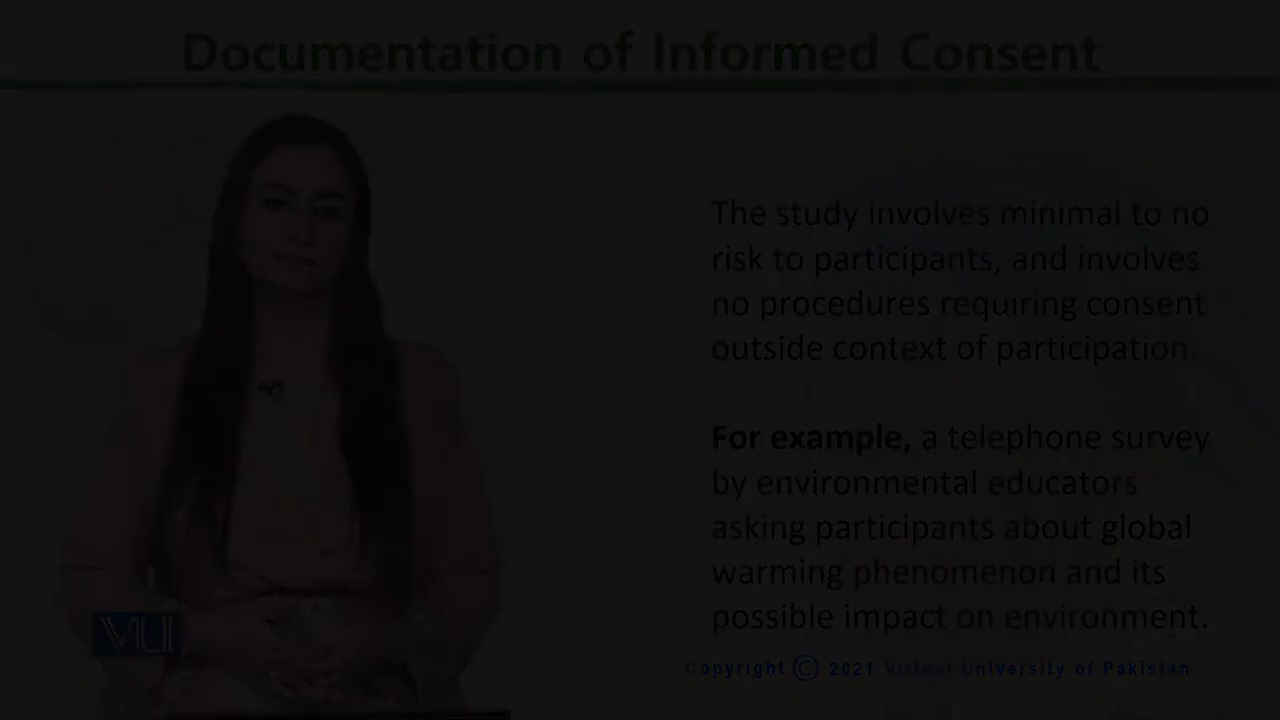 Documentation of Informed Consent
The study involves minimal to no
risk to participants, and involves
no procedures requiring consent
outside context of participation.
For example, a telephone survey
by environmental educators
asking participants about global
warming phenomenon and its
possible impact on environment.
VU
Copyright © 2021 Virtual University of Pakistan